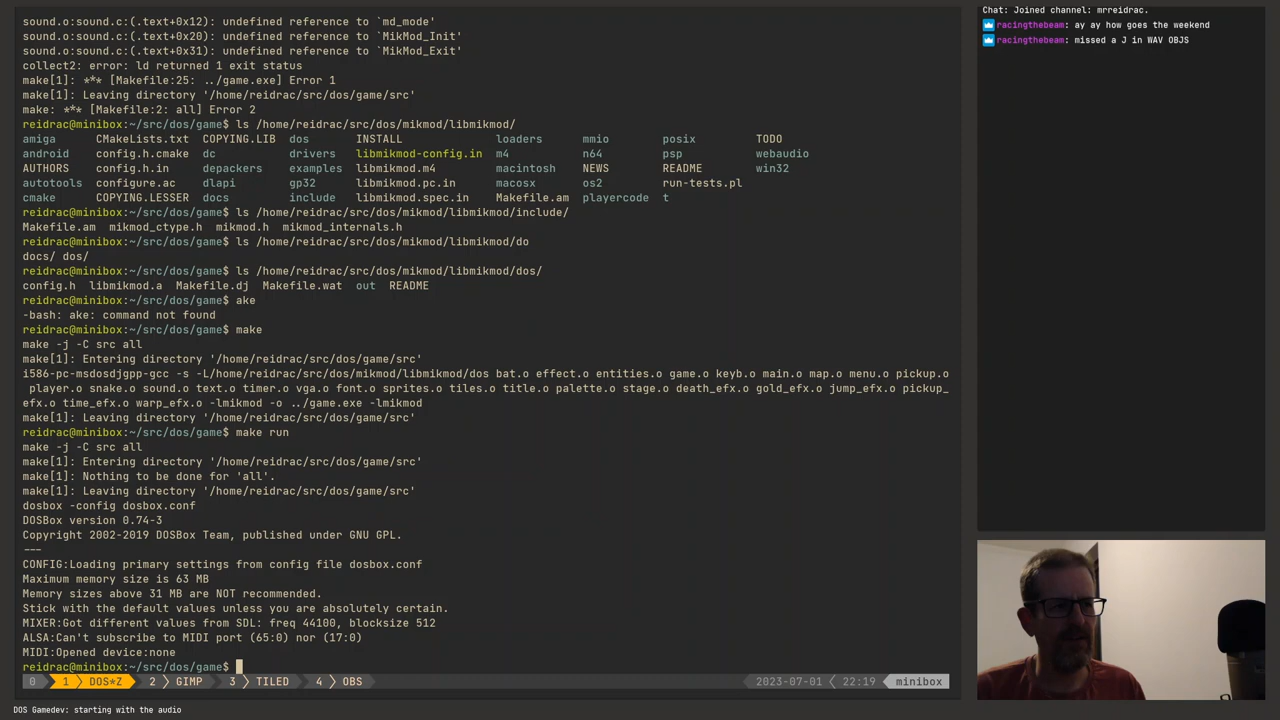 sound.o:sound.c:(.text+0x12): undefined reference to `md_mode'
sound.o:sound.c:(.text+0x20): undefined reference to `MikMod_Init'
sound.o:sound.c:(.text+0x31): undefined reference to `MikMod_Exit'
collect2: error: ld returned 1 exit status
make[1]: *** [Makefile:25: ../game.exe] Error 1
make[1]: Leaving directory '/home/reidrac/src/dos/game/src'
make: *** [Makefile:2: all] Error 2
reidrac@minibox:~/src/dos/game$ ls /home/reidrac/src/dos/mikmod/libmikmod/
amiga CMakeLists.txt COPYING.LIB dos INSTALL loaders mmio posix TODO
android config.h.cmake dc drivers libmikmod-config.in m4 n64 psp webaudio
AUTHORS config.h.in depackers examples libmikmod.m4 macintosh NEWS README win32
autotools configure.ac dlapi gp32 libmikmod.pc.in macosx os2 run-tests.pl
cmake COPYING.LESSER docs include libmikmod.spec.in Makefile.am playercode t
reidrac@minibox:~/src/dos/game$ ls /home/reidrac/src/dos/mikmod/libmikmod/include/
Makefile.am mikmod_ctype.h mikmod.h mikmod_internals.h
reidrac@minibox:~/src/dos/game$ ls /home/reidrac/src/dos/mikmod/libmikmod/do
docs/ dos/
reidrac@minibox:~/src/dos/game$ ls /home/reidrac/src/dos/mikmod/libmikmod/dos/
config.h libmikmod.a Makefile.dj Makefile.wat out README
reidrac@minibox:~/src/dos/game$ ake
-bash: ake: command not found
reidrac@minibox:~/src/dos/game$ make
make -j -C src all
make[1]: Entering directory '/home/reidrac/src/dos/game/src'
i586-pc-msdosdjgpp-gcc -s -L/home/reidrac/src/dos/mikmod/libmikmod/dos bat.o effect.o entities.o game.o keyb.o main.o map.o menu.o pickup.o
player.o snake.o sound.o text.o timer.o vga.o font.o sprites.o tiles.o title.o palette.o stage.o death_efx.o gold_efx.o jump_efx.o pickup_
efx.o time_efx.o warp_efx.o -lmikmod -o ../game.exe -lmikmod
make[1]: Leaving directory '/home/reidrac/src/dos/game/src'
reidrac@minibox:~/src/dos/game$ make run
make -j -C src all
make[1]: Entering directory '/home/reidrac/src/dos/game/src'
make[1]: Nothing to be done for 'all'.
make[1]: Leaving directory '/home/reidrac/src/dos/game/src'
dosbox -config dosbox.conf
DOSBox version 0.74-3
Copyright 2002-2019 DOSBox Team, published under GNU GPL.
---
CONFIG:Loading primary settings from config file dosbox.conf
Maximum memory size is 63 MB
Memory sizes above 31 MB are NOT recommended.
Stick with the default values unless you are absolutely certain.
MIXER:Got different values from SDL: freq 44100, blocksize 512
ALSA:Can't subscribe to MIDI port (65:0) nor (17:0)
MIDI:Opened device:none
reidrac@minibox:~/src/dos/game$
0 1 DOS*Z 2 GIMP 3 TILED 4 OBS 2023-07-01 22:19 minibox
DOS Gamedev: starting with the audio
Chat: Joined channel: mrreidrac.
racingthebeam: ay ay how goes the weekend
racingthebeam: missed a J in WAV OBJS